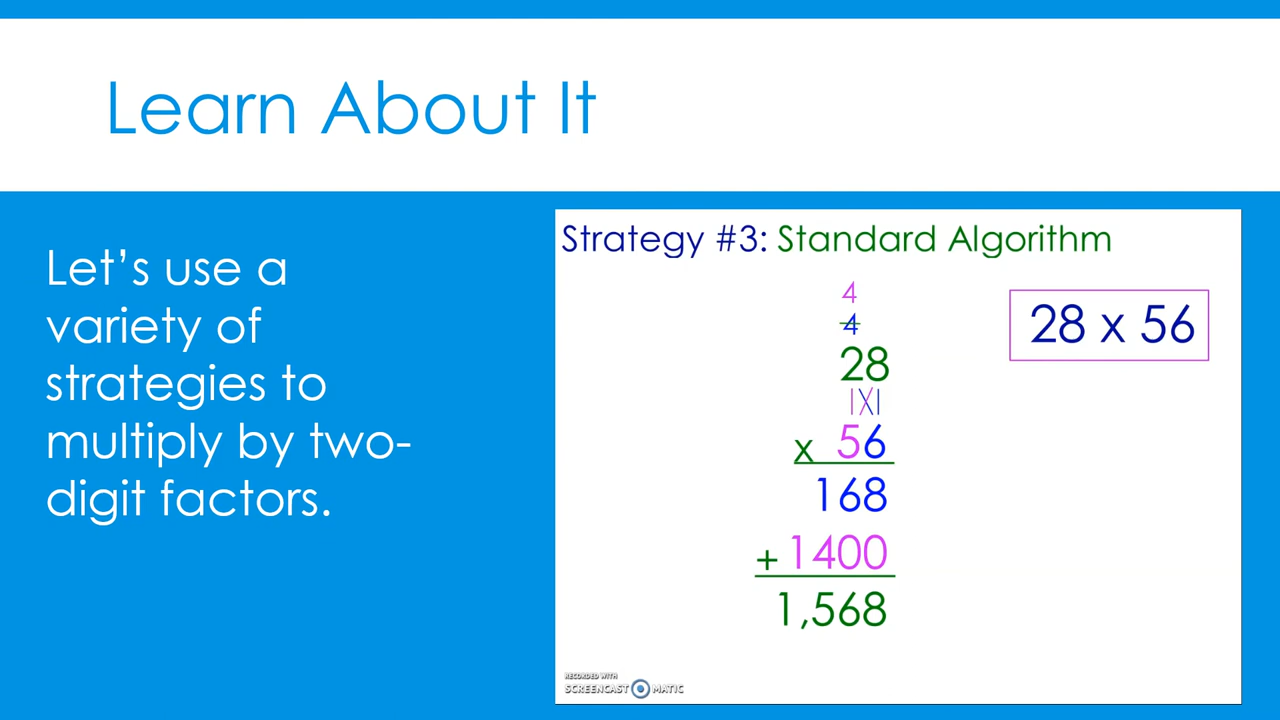 Learn About It
Let's use a
variety of
strategies to
multiply by two-
digit factors.
Strategy #3: Standard Algorithm
4
4
28
28 x 56
x 56
168
+ 1400
1,568
RECORDED WITH
SCREENCAST MATIC